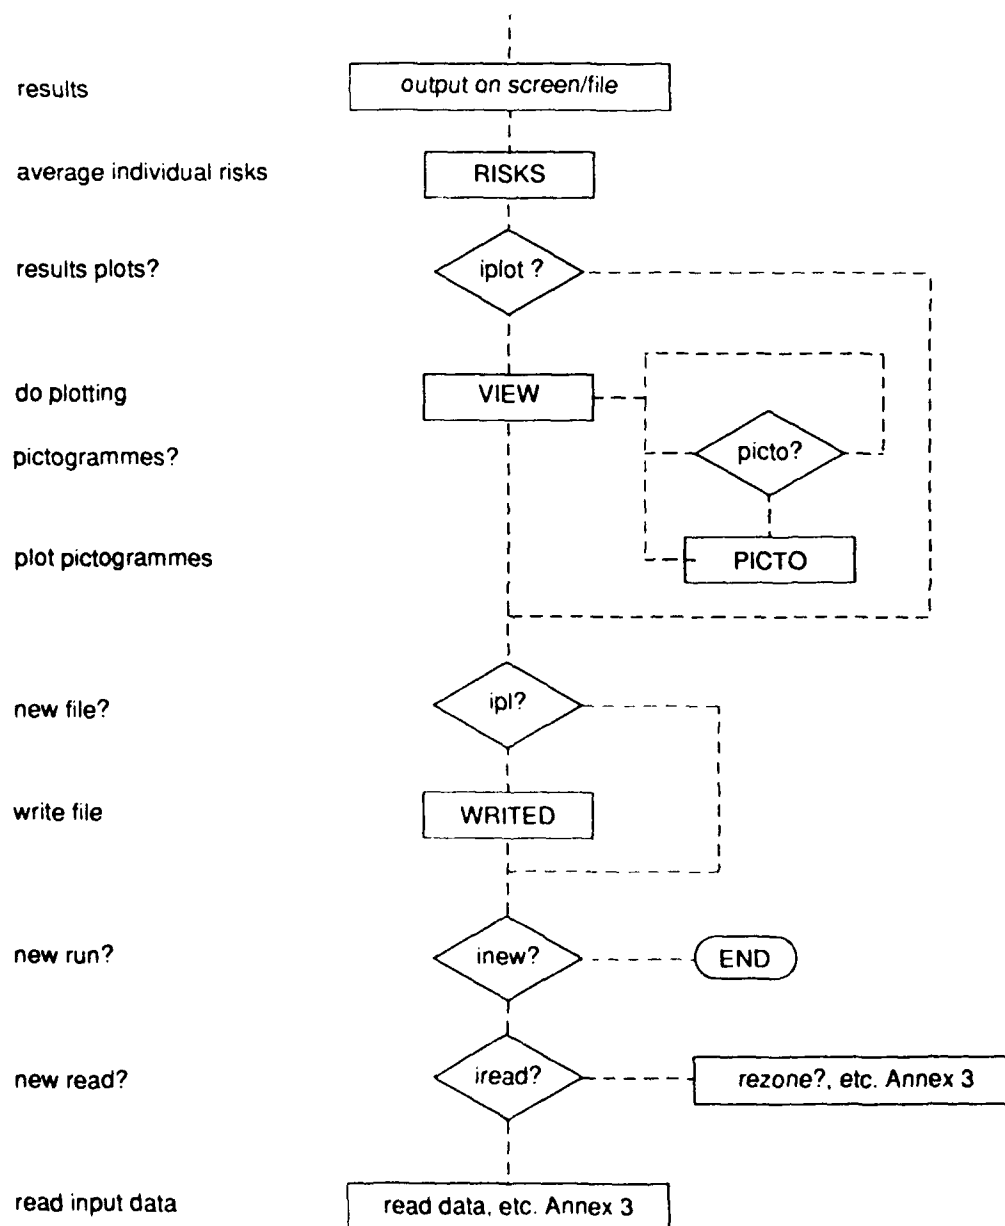 results
output on screen/file
average individual risks
RISKS
results plots?
iplot ?
do plotting
VIEW
pictogrammes?
picto?
plot pictogrammes
PICTO
new file?
ipl?
write file
WRITED
new run?
inew?
END
new read?
iread?
rezone?, etc. Annex 3
read input data
read data, etc. Annex 3